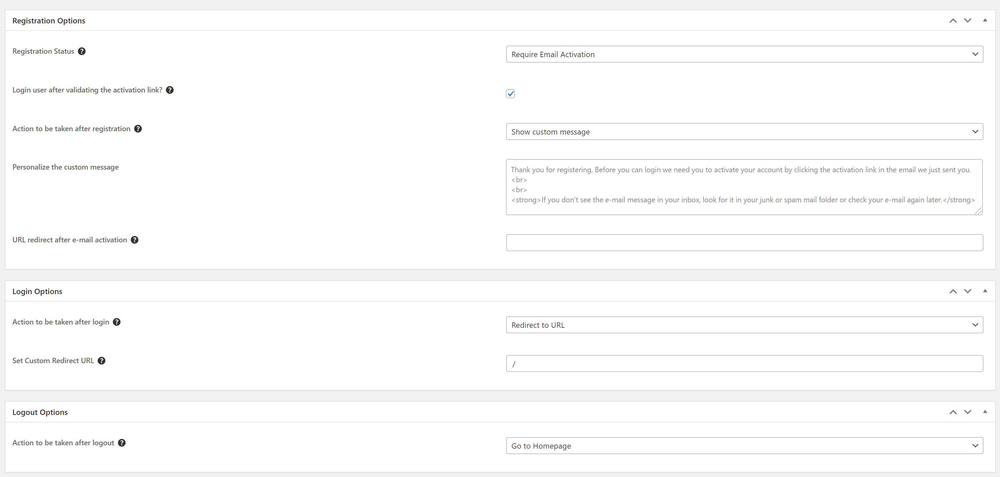 Registration Options
Registration Status ?
Require Email Activation
Login user after validating the activation link? ?
Action to be taken after registration ?
Show custom message
Personalize the custom message
Thank you for registering. Before you can login we need you to activate your account by clicking the activation link in the email we just sent you.
<br>
<br>
<strong>If you don't see the e-mail message in your inbox, look for it in your junk or spam mail folder or check your e-mail again later.</strong>
URL redirect after e-mail activation ?
Login Options
Action to be taken after login ?
Redirect to URL
Set Custom Redirect URL ?
/
Logout Options
Action to be taken after logout ?
Go to Homepage